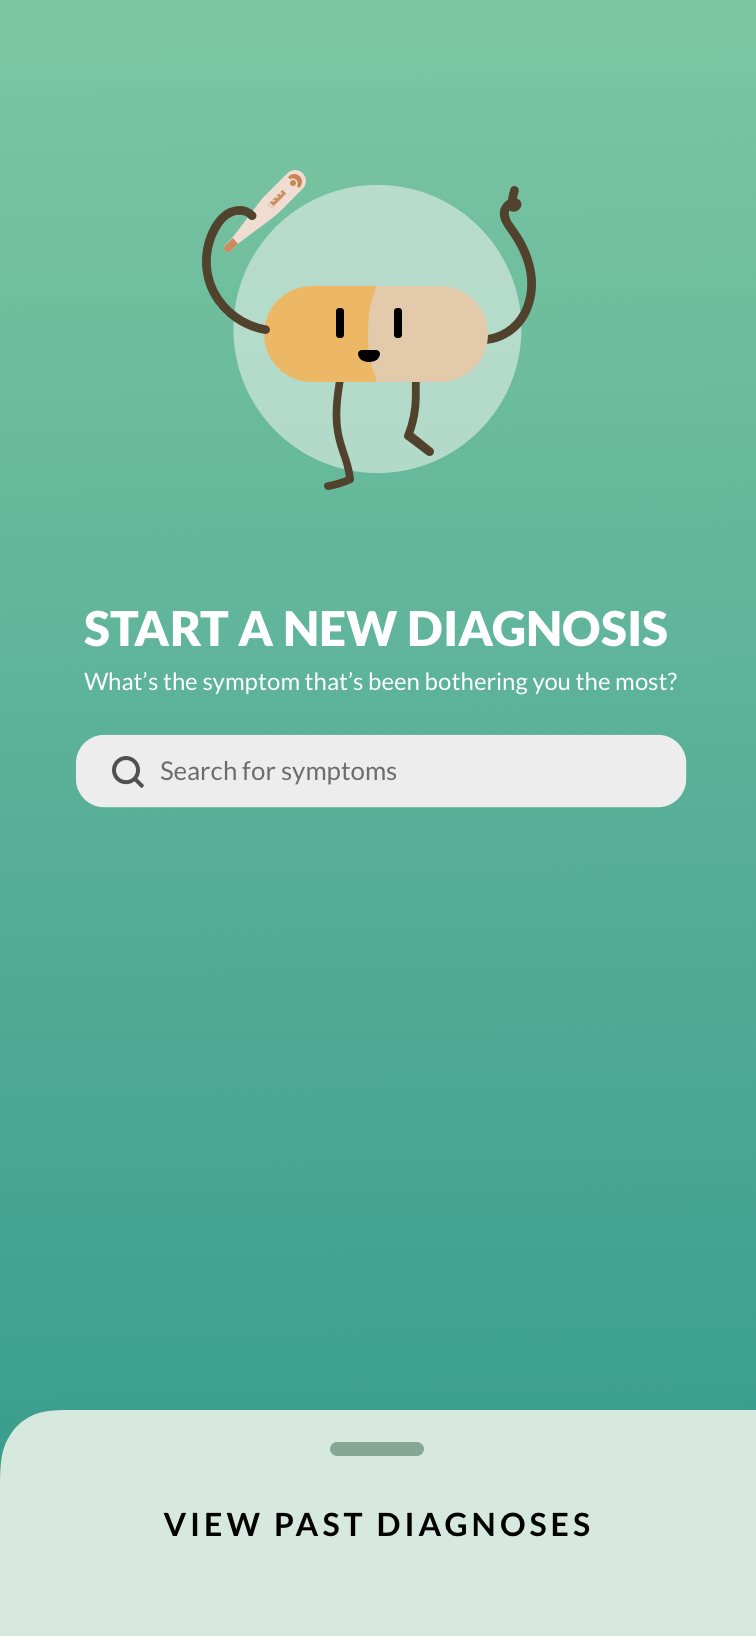 START A NEW DIAGNOSIS
What’s the symptom that’s been bothering you the most?
Search for symptoms
VIEW PAST DIAGNOSES